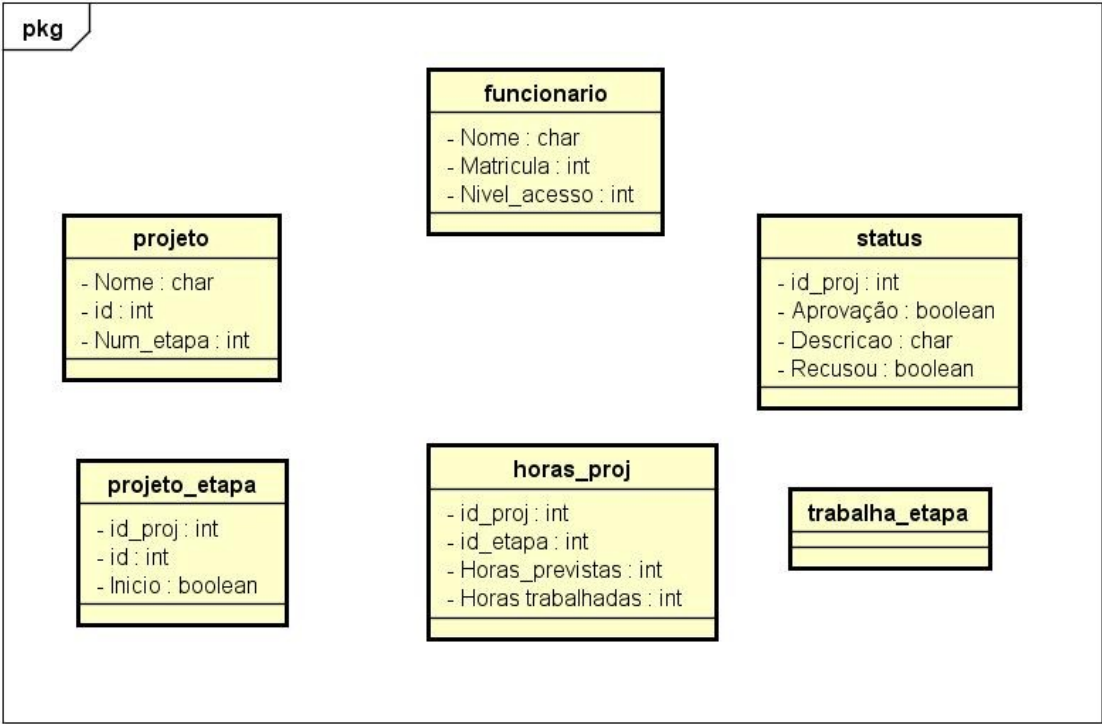 pkg
funcionario
- Nome : char
- Matricula : int
- Nivel_acesso : int
projeto
- Nome : char
- id : int
- Num_etapa : int
status
- id_proj : int
- Aprovação : boolean
- Descricao : char
- Recusou : boolean
projeto_etapa
- id_proj : int
- id : int
- Inicio : boolean
horas_proj
- id_proj : int
- id_etapa : int
- Horas_previstas : int
- Horas trabalhadas : int
trabalha_etapa